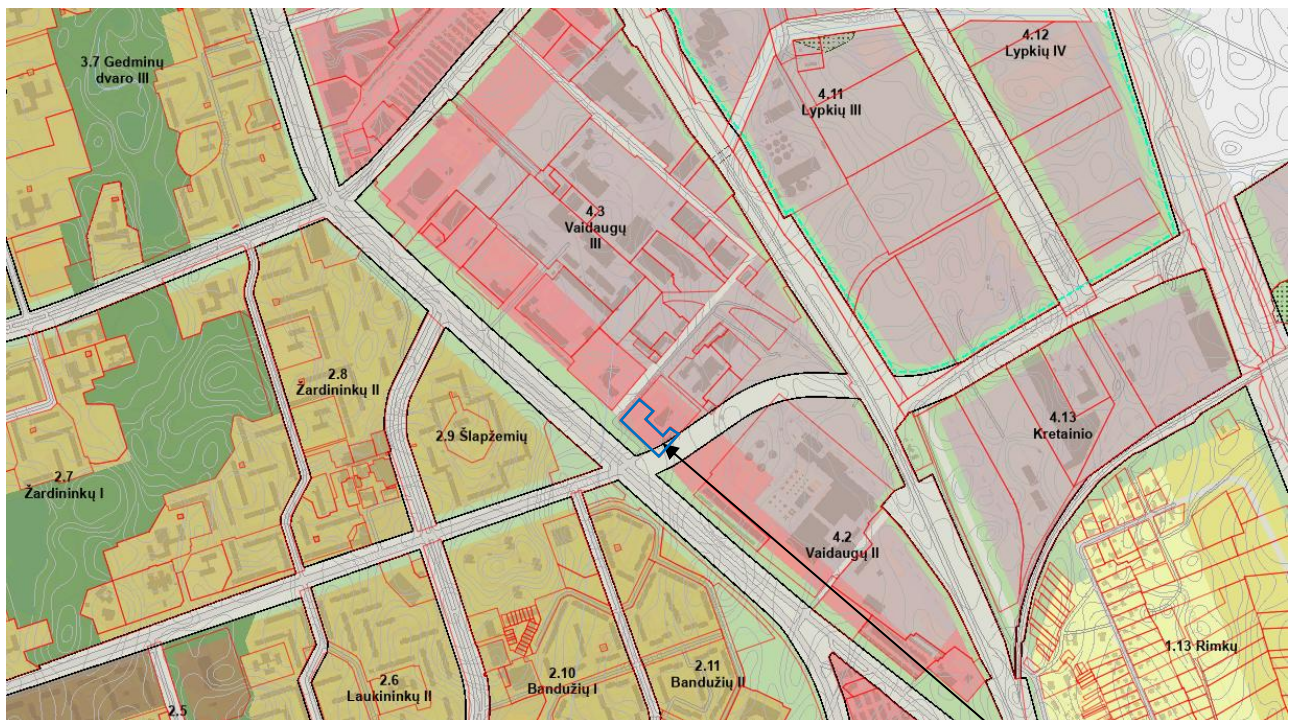 3.7 Gedminų
dvaro III
4.12
Lypkių IV
4.11
Lypkių III
4.3
Vaidaugų
III
2.8
Žardininkų II
2.9 Šlapžemių
4.13
Kretainio
2.7
Žardininkų I
4.2
Vaidaugų II
1.13 Rimkų
2.10
Bandužių I
2.11
Bandužių II
2.6
Laukininkų II
2.5